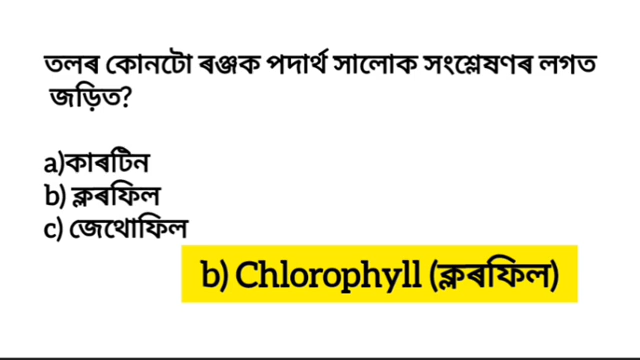 তলৰ কোনটো ৰঞ্জক পদাৰ্থ সালোক সংশ্লেষণৰ লগত
জড়িত?
a)কাৰটিন
b) ক্লৰফিল
c) জেথোফিল
b) Chlorophyll (ক্লৰফিল)